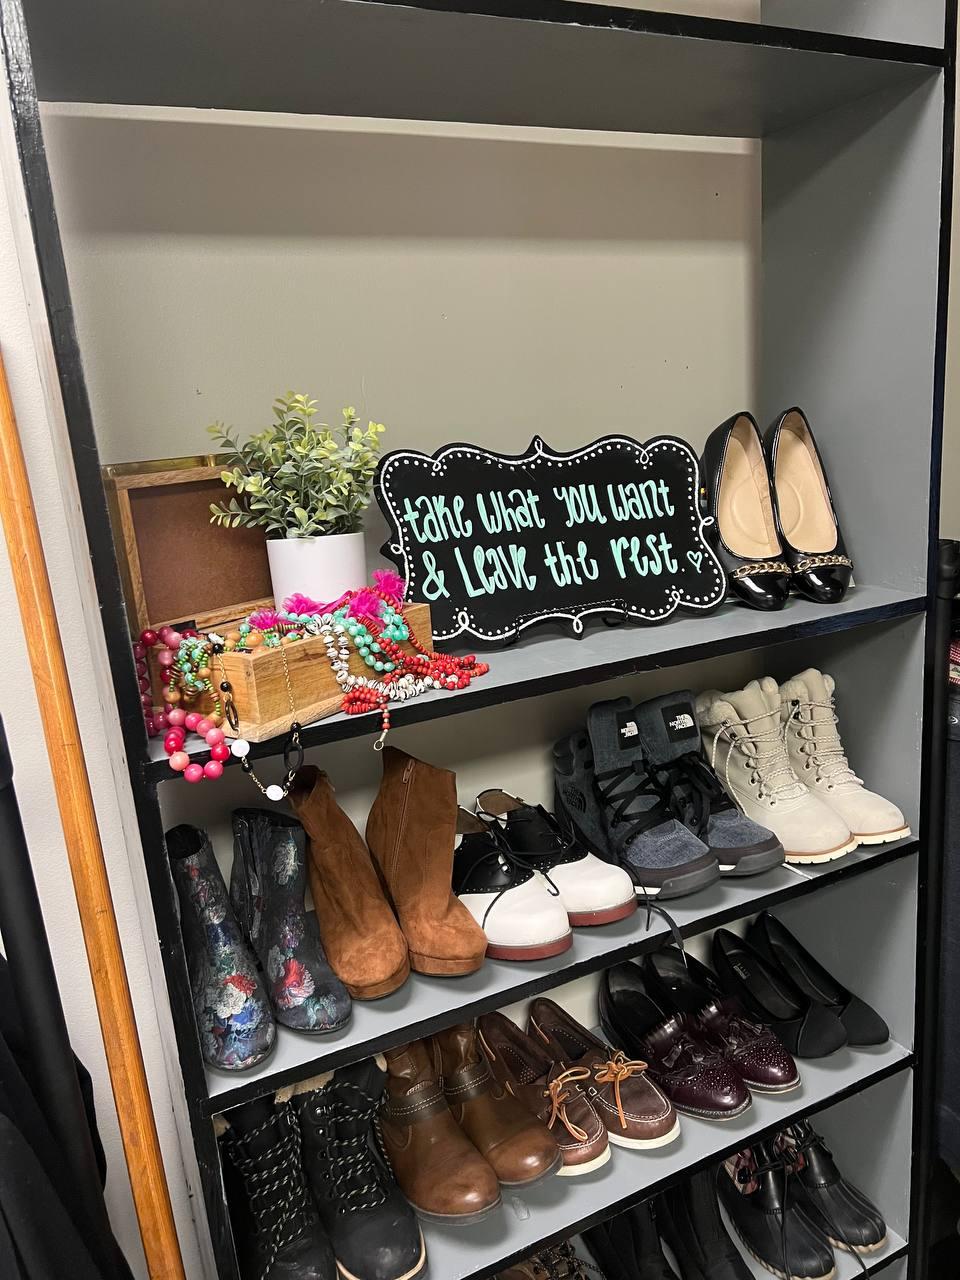 take what you want
& Leave the rest.
THE
NORTH
FACE
THE
NORTH
FACE